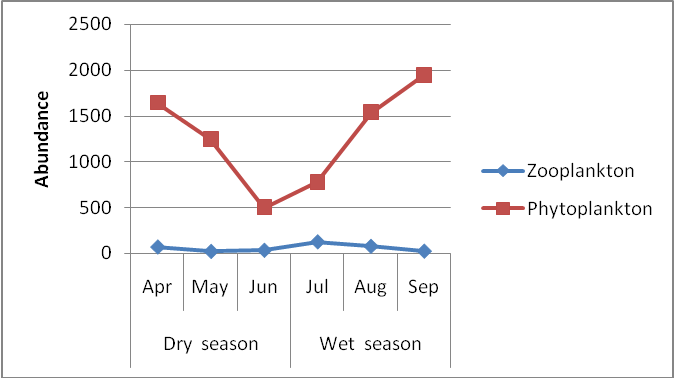 2500
2000
1500
1000
500
0
Abundance
Apr May Jun Jul Aug Sep
Dry season Wet season
Zooplankton
Phytoplankton